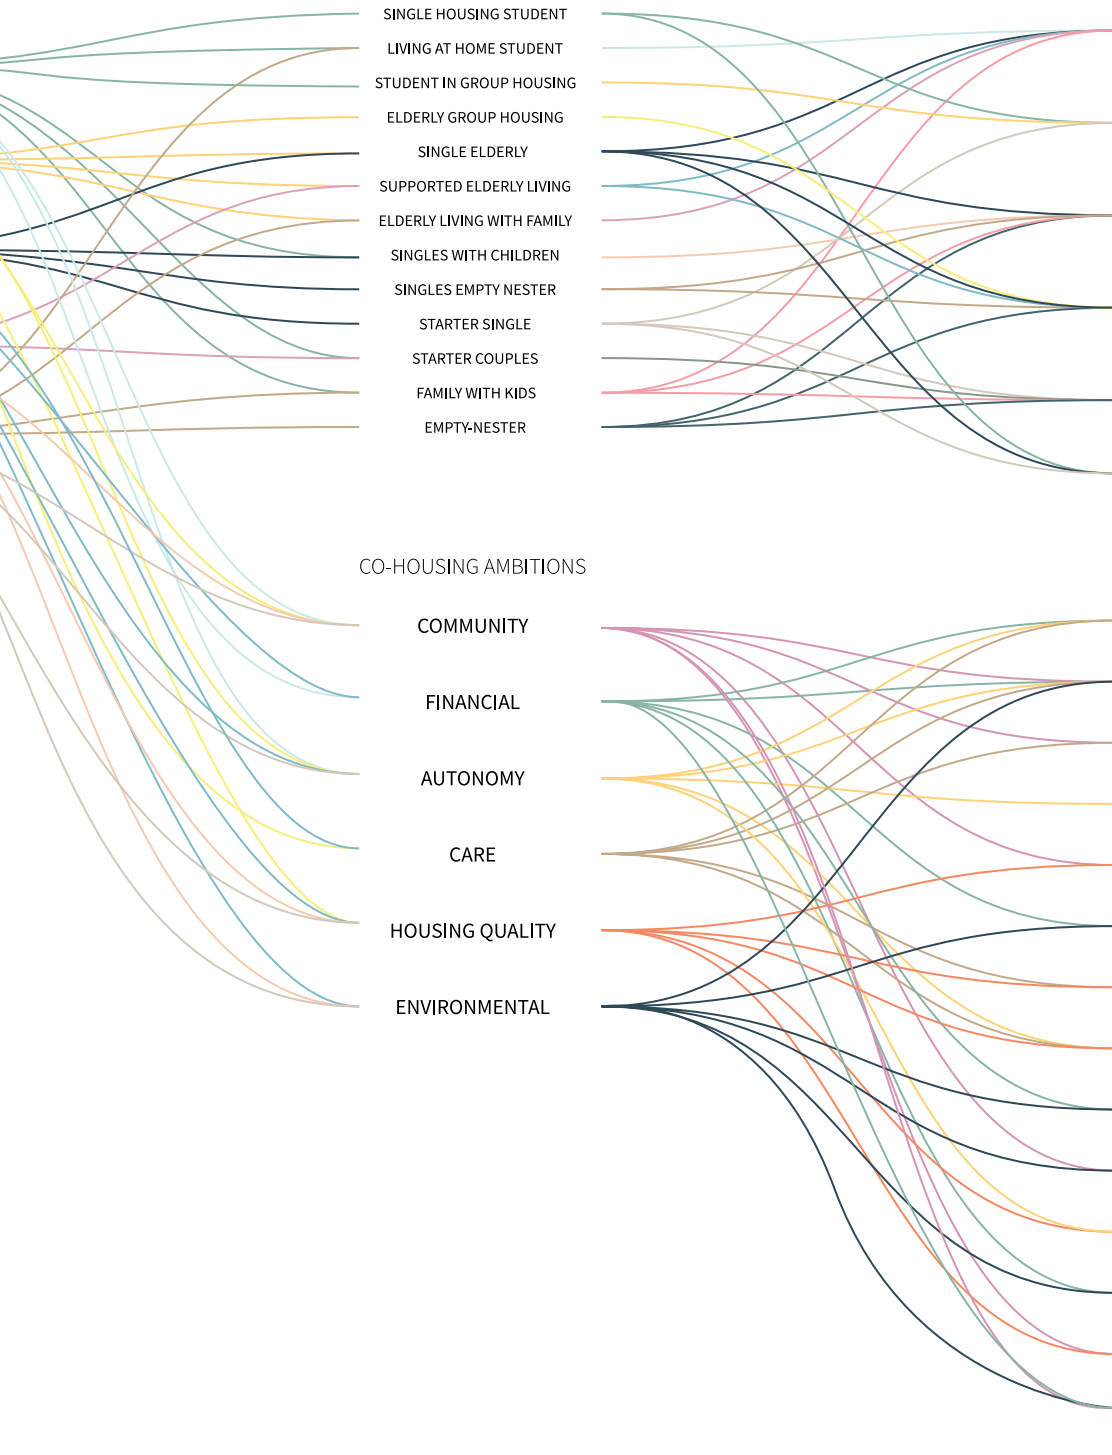 SINGLE HOUSING STUDENT
LIVING AT HOME STUDENT
STUDENT IN GROUP HOUSING
ELDERLY GROUP HOUSING
SINGLE ELDERLY
SUPPORTED ELDERLY LIVING
ELDERLY LIVING WITH FAMILY
SINGLES WITH CHILDREN
SINGLES EMPTY NESTER
STARTER SINGLE
STARTER COUPLES
FAMILY WITH KIDS
EMPTY-NESTER
CO-HOUSING AMBITIONS
COMMUNITY
FINANCIAL
AUTONOMY
CARE
HOUSING QUALITY
ENVIRONMENTAL